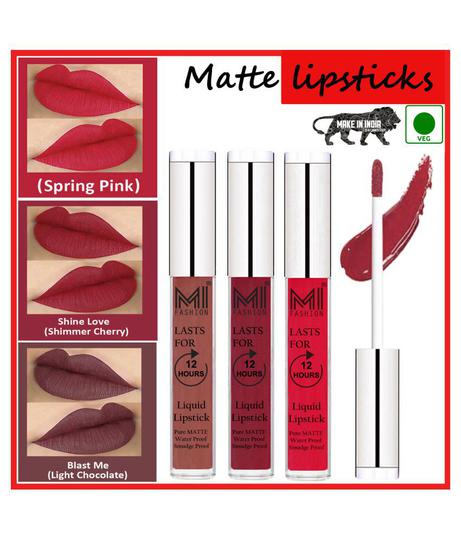 Matte lipsticks
MAKE IN INDIA
VEG
(Spring Pink)
Shine Love
(Shimmer Cherry)
Blast Me
(Light Chocolate)
MI
FASHION
LASTS
FOR
12
HOURS
Liquid
Lipstick
Pure MATTE
Water Proof
Smudge Proof
MI
FASHION
LASTS
FOR
12
HOURS
Liquid
Lipstick
Pure MATTE
Water Proof
Smudge Proof
MI
FASHION
LASTS
FOR
12
HOURS
Liquid
Lipstick
Pure MATTE
Water Proof
Smudge Proof